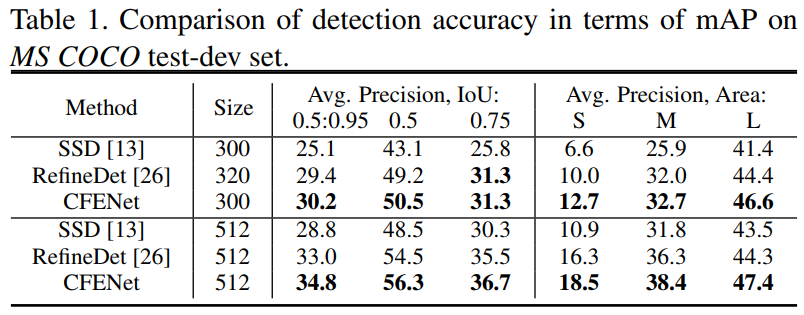 Table 1. Comparison of detection accuracy in terms of mAP on
MS COCO test-dev set.
Method Size Avg. Precision, IoU: Avg. Precision, Area:
0.5:0.95 0.5 0.75 S M L
SSD [13] 300 25.1 43.1 25.8 6.6 25.9 41.4
RefineDet [26] 320 29.4 49.2 31.3 10.0 32.0 44.4
CFENet 300 30.2 50.5 31.3 12.7 32.7 46.6
SSD [13] 512 28.8 48.5 30.3 10.9 31.8 43.5
RefineDet [26] 512 33.0 54.5 35.5 16.3 36.3 44.3
CFENet 512 34.8 56.3 36.7 18.5 38.4 47.4